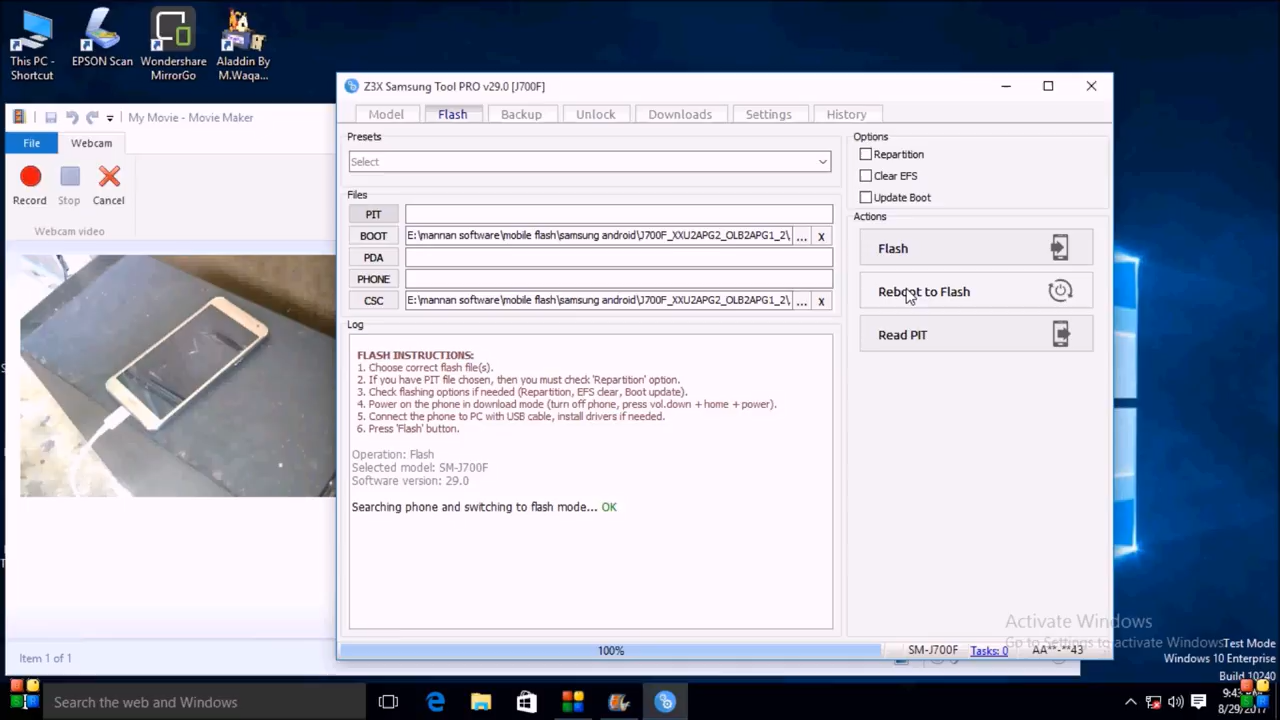 This PC - Shortcut
EPSON Scan
Wondershare MirrorGo
Aladdin By M.Waqa...
My Movie - Movie Maker
File
Webcam
Record
Stop
Cancel
Webcam video
Item 1 of 1
Z3X Samsung Tool PRO v29.0 [J700F]
Model
Flash
Backup
Unlock
Downloads
Settings
History
Presets
Select
Files
PIT
BOOT
E:\mannan software\mobile flash\samsung android\J700F_XXU2APG2_OLB2APG1_2\
...
x
PDA
PHONE
CSC
E:\mannan software\mobile flash\samsung android\J700F_XXU2APG2_OLB2APG1_2\
...
x
Log
FLASH INSTRUCTIONS:
1. Choose correct flash file(s).
2. If you have PIT file chosen, then you must check 'Repartition' option.
3. Check flashing options if needed (Repartition, EFS clear, Boot update).
4. Power on the phone in download mode (turn off phone, press vol.down + home + power).
5. Connect the phone to PC with USB cable, install drivers if needed.
6. Press 'Flash' button.
Operation: Flash
Selected model: SM-J700F
Software version: 29.0
Searching phone and switching to flash mode... OK
Options
Repartition
Clear EFS
Update Boot
Actions
Flash
Reboot to Flash
Read PIT
100%
SM-J700F
Tasks: 0
AA**-**43
Activate Windows
Go to Settings to activate Windows.
Test Mode
Windows 10 Enterprise
Build 10240
Search the web and Windows